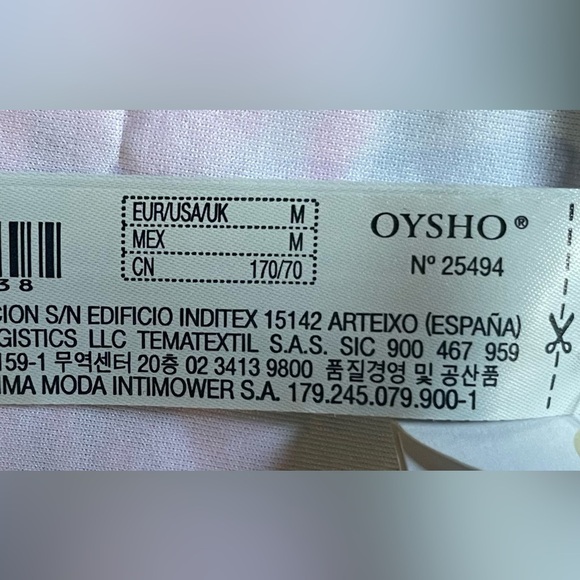 EUR/USA/UK M
MEX M
CN 170/70
OYSHO®
Nº 25494
38
CION S/N EDIFICIO INDITEX 15142 ARTEIXO (ESPAÑA)
GISTICS LLC TEMATEXTIL S.A.S. SIC 900 467 959
159-1 무역센터 20층 02 3413 9800 품질경영 및 공산품
IMA MODA INTIMOWER S.A. 179.245.079.900-1